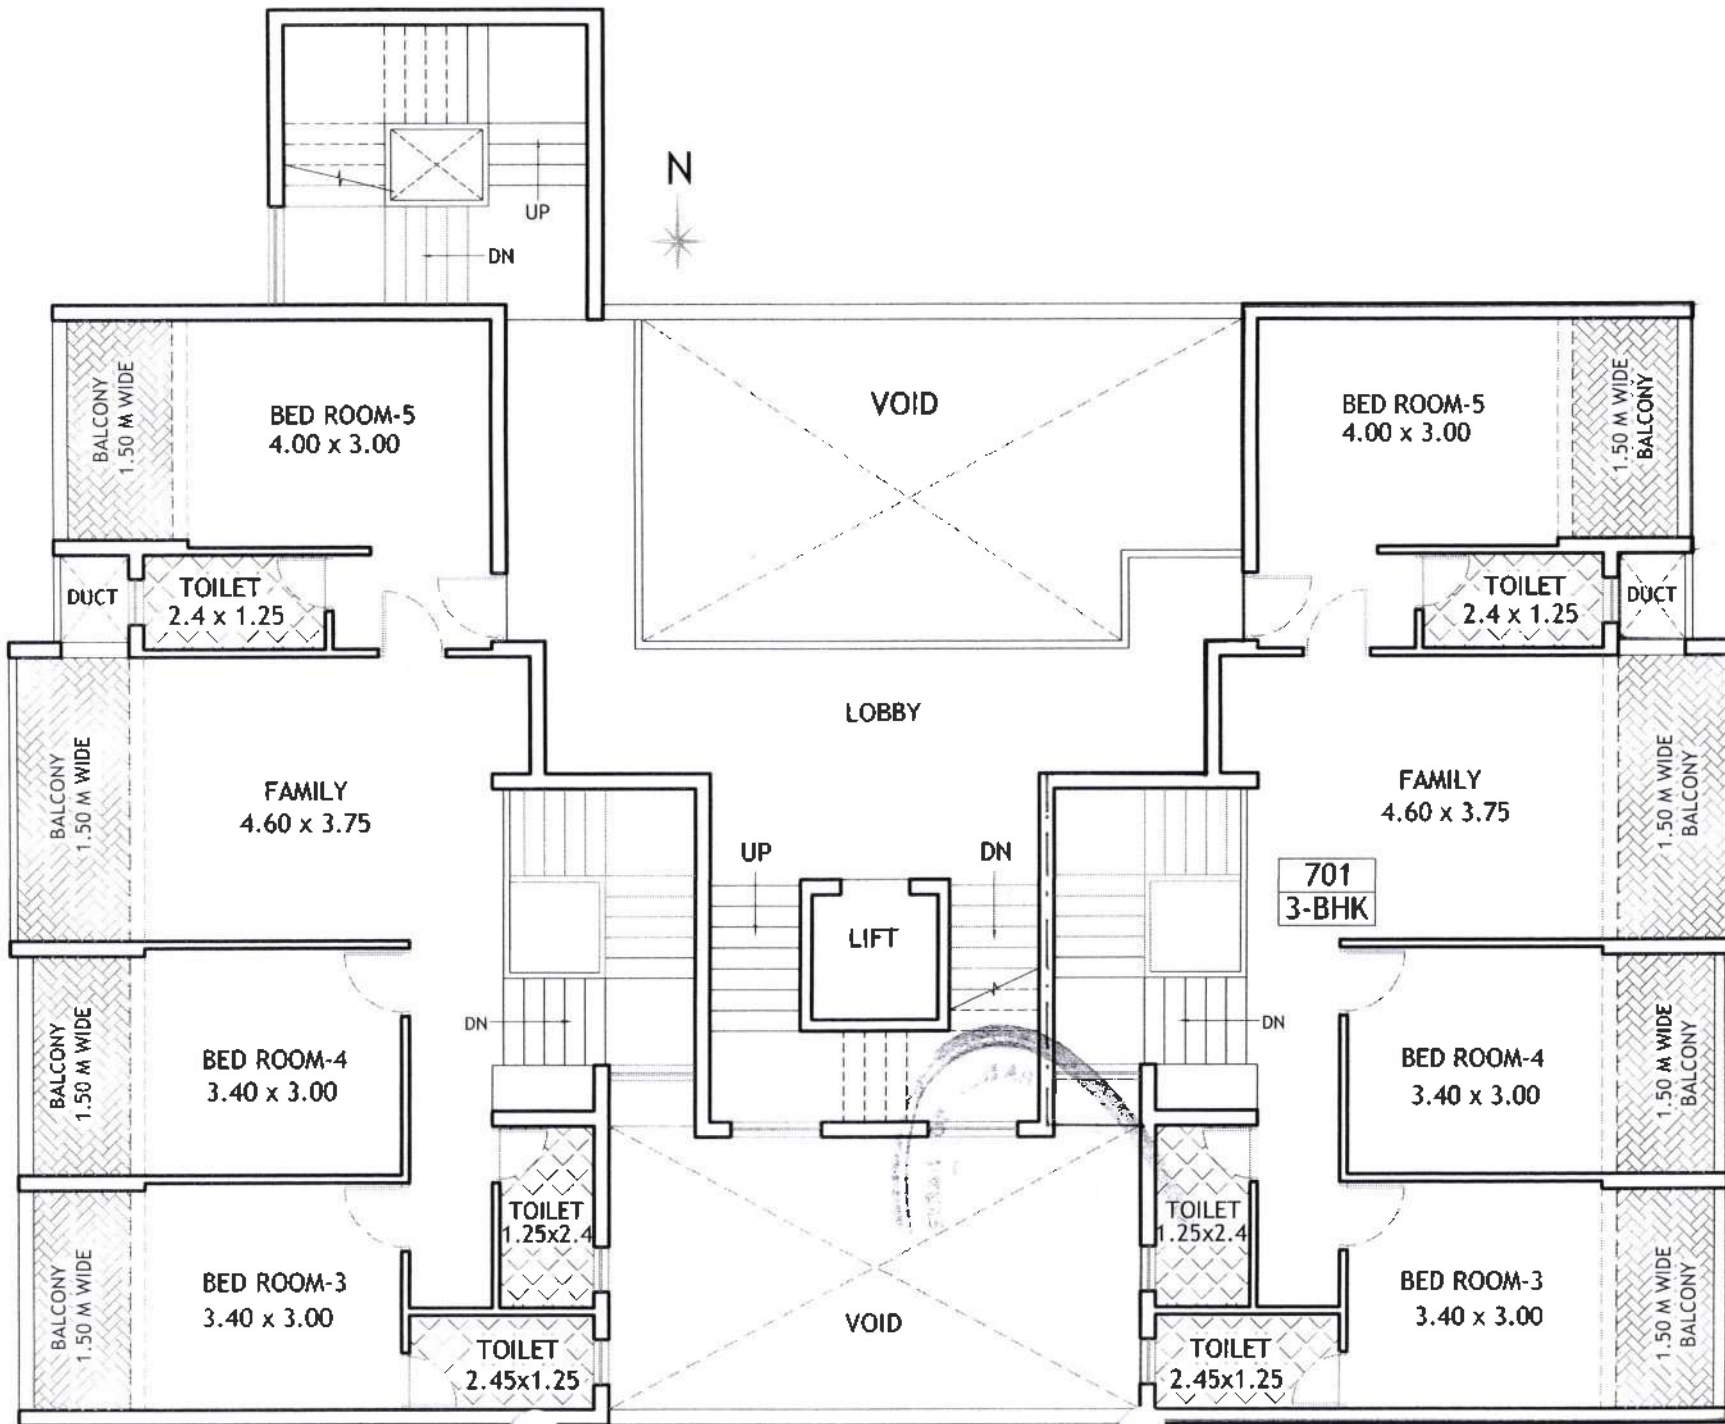 N
UP
DN
BALCONY
1.50 M WIDE
BED ROOM-5
4.00 x 3.00
VOID
BED ROOM-5
4.00 x 3.00
1.50 M WIDE
BALCONY
DUCT
TOILET
2.4 x 1.25
TOILET
2.4 x 1.25
DUCT
LOBBY
BALCONY
1.50 M WIDE
FAMILY
4.60 x 3.75
FAMILY
4.60 x 3.75
1.50 M WIDE
BALCONY
UP
DN
701
3-BHK
LIFT
DN
DN
BALCONY
1.50 M WIDE
BED ROOM-4
3.40 x 3.00
BED ROOM-4
3.40 x 3.00
1.50 M WIDE
BALCONY
TOILET
1.25x2.4
TOILET
1.25x2.4
BALCONY
1.50 M WIDE
BED ROOM-3
3.40 x 3.00
VOID
BED ROOM-3
3.40 x 3.00
1.50 M WIDE
BALCONY
TOILET
2.45x1.25
TOILET
2.45x1.25